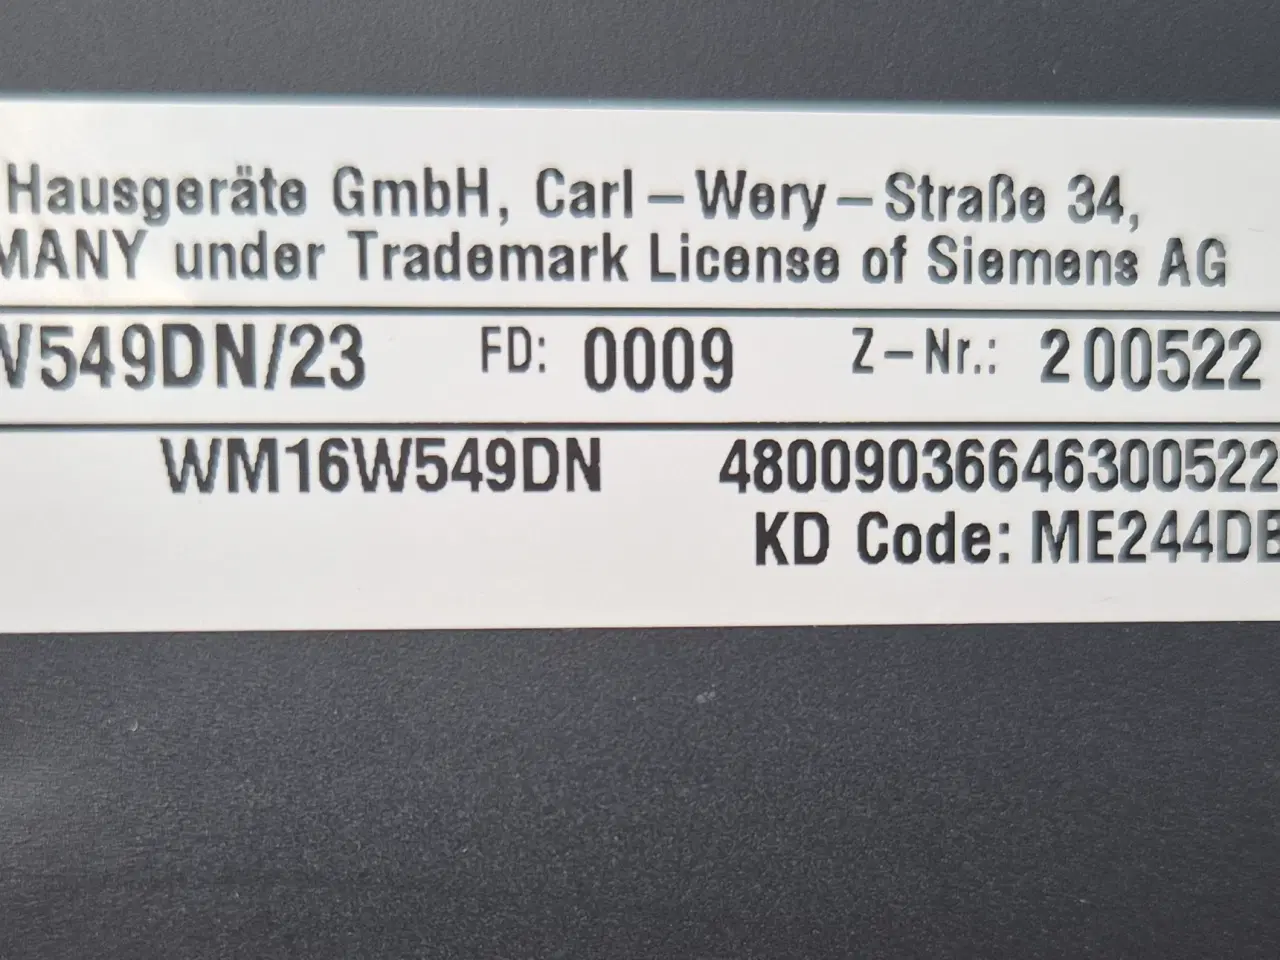 Hausgeräte GmbH, Carl-Wery-Straße 34,
MANY under Trademark License of Siemens AG
W549DN/23 FD: 0009 Z-Nr.: 200522
WM16W549DN 48009036646300522
KD Code: ME244DB